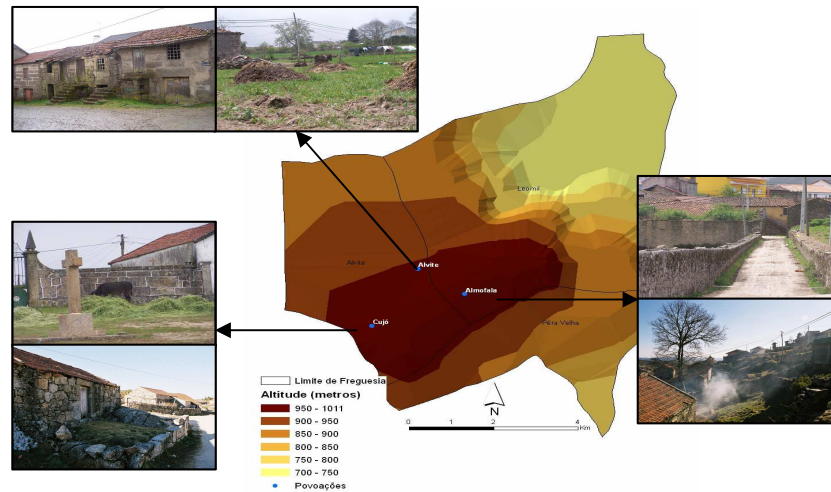 Leomil
Alvite
Alvite
Almofala
Cujó
Pêra Velha
Limite de Freguesia
Altitude (metros)
950 - 1011
900 - 950
850 - 900
800 - 850
750 - 800
700 - 750
Povoações
N
0 1 2 4
Km